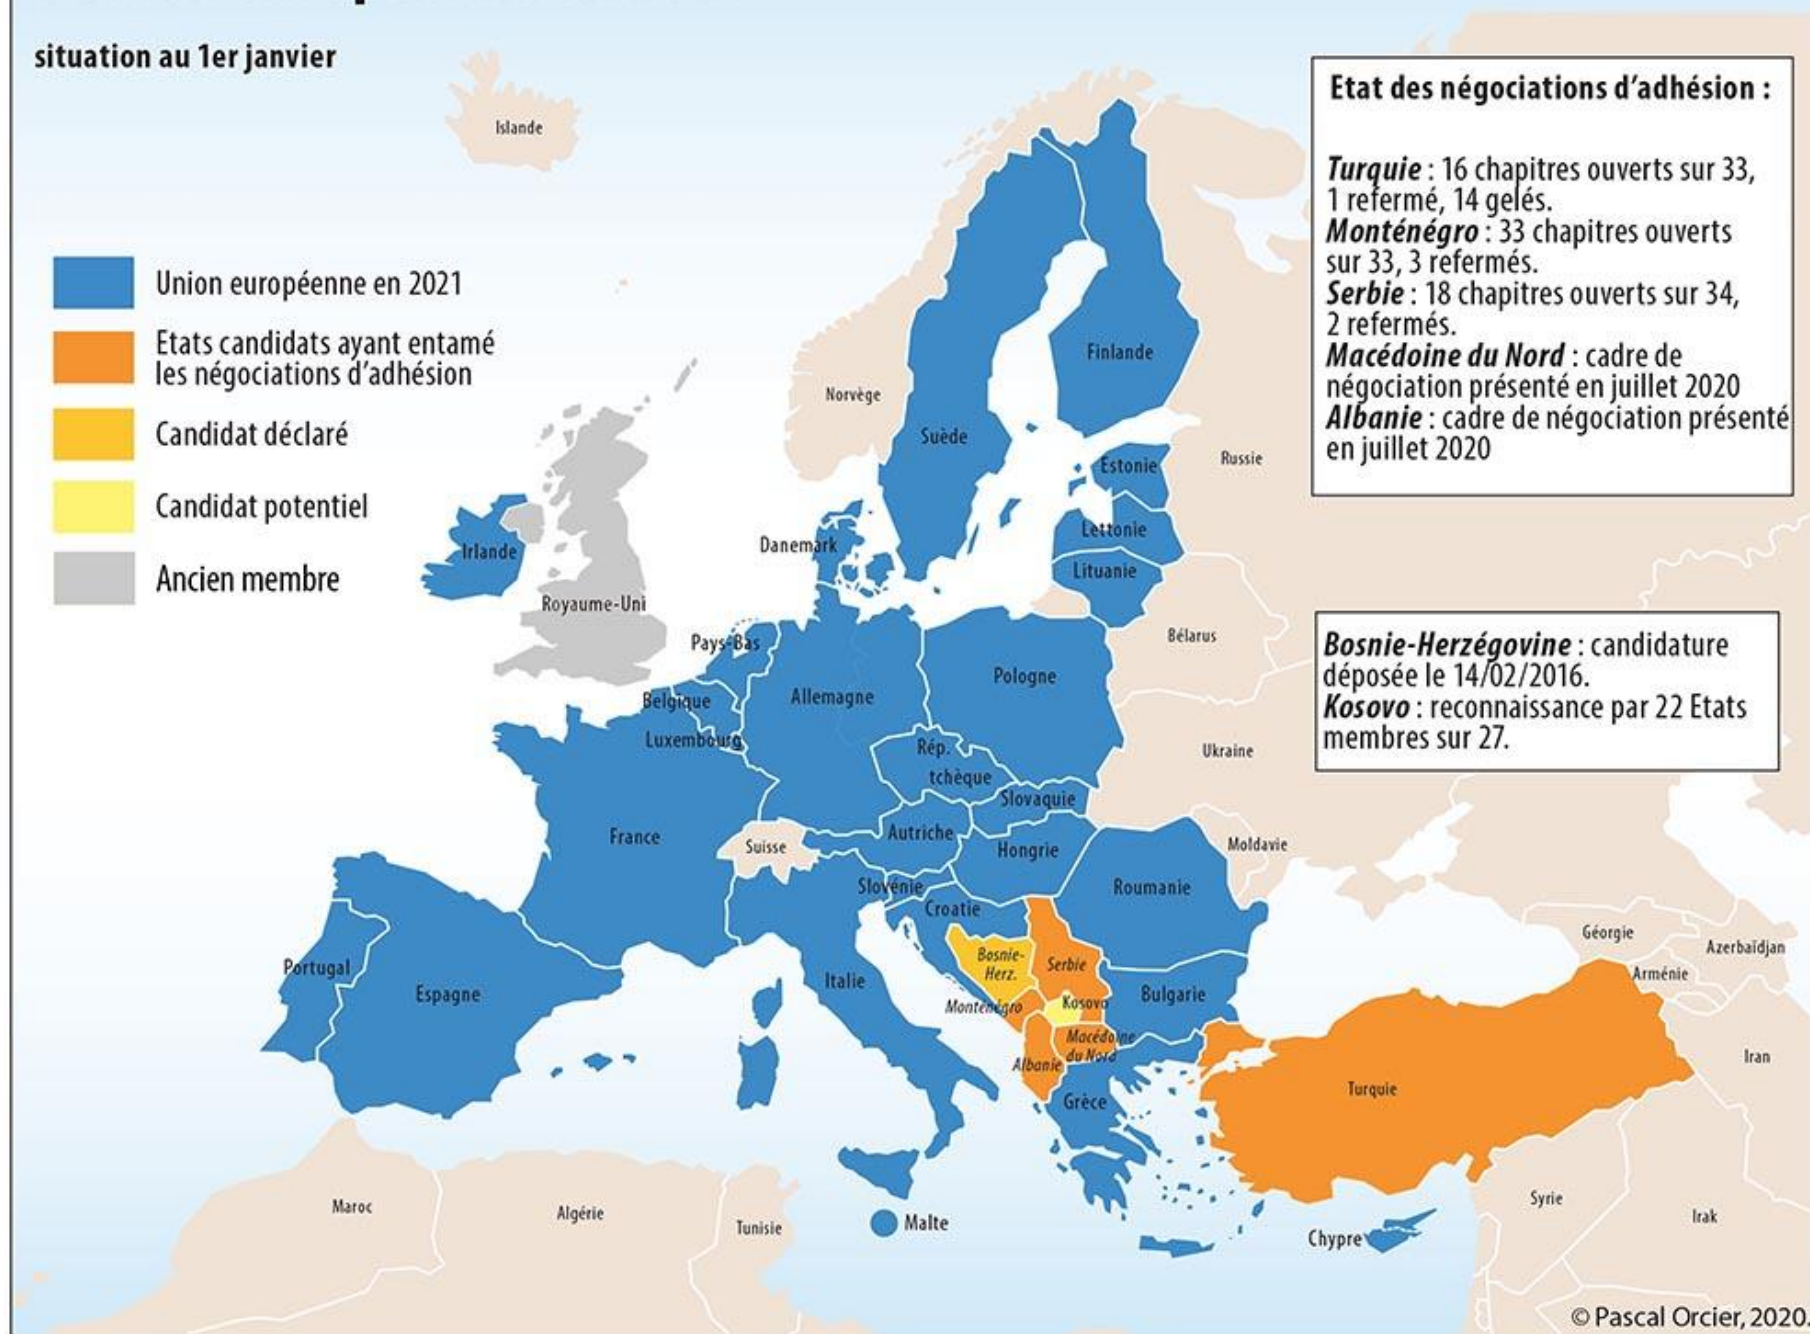 situation au 1er janvier
Union européenne en 2021
Etats candidats ayant entamé
les négociations d'adhésion
Candidat déclaré
Candidat potentiel
Ancien membre
Etat des négociations d'adhésion :
Turquie : 16 chapitres ouverts sur 33,
1 refermé, 14 gelés.
Monténégro : 33 chapitres ouverts
sur 33, 3 refermés.
Serbie : 18 chapitres ouverts sur 34,
2 refermés.
Macédoine du Nord : cadre de
négociation présenté en juillet 2020
Albanie : cadre de négociation présenté
en juillet 2020
Bosnie-Herzégovine : candidature
déposée le 14/02/2016.
Kosovo : reconnaissance par 22 Etats
membres sur 27.
Islande
Norvège
Finlande
Suède
Russie
Estonie
Lettonie
Lituanie
Danemark
Irlande
Royaume-Uni
Pays-Bas
Bélarus
Pologne
Allemagne
Belgique
Luxembourg
Rép.
tchèque
Ukraine
Slovaquie
Autriche
France
Suisse
Hongrie
Moldavie
Roumanie
Slovénie
Croatie
Géorgie
Azerbaïdjan
Arménie
Portugal
Espagne
Italie
Bosnie-
Herz.
Serbie
Monténégro
Kosovo
Bulgarie
Macédoine
du Nord
Albanie
Grèce
Turquie
Iran
Maroc
Algérie
Tunisie
Malte
Chypre
Syrie
Irak
© Pascal Orcier, 2020.